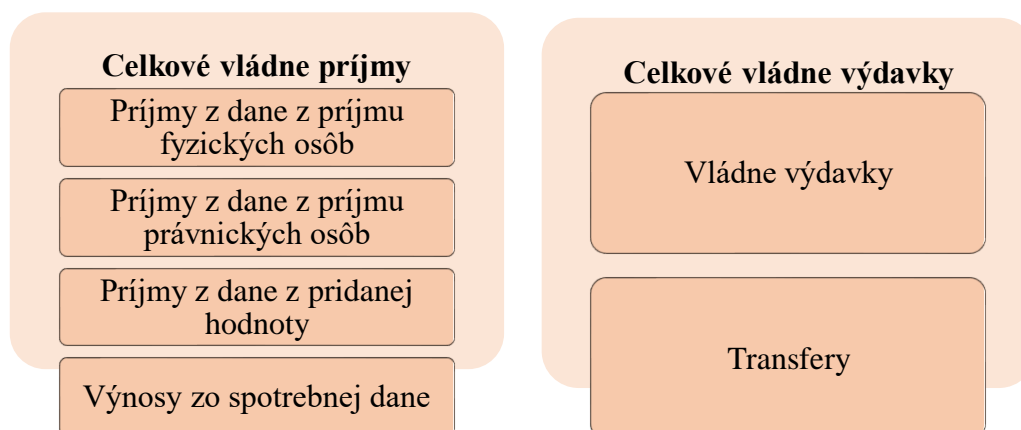 Celkové vládne príjmy
Príjmy z dane z príjmu
fyzických osôb
Príjmy z dane z príjmu
právnických osôb
Príjmy z dane z pridanej
hodnoty
Výnosy zo spotrebnej dane
Celkové vládne výdavky
Vládne výdavky
Transfery